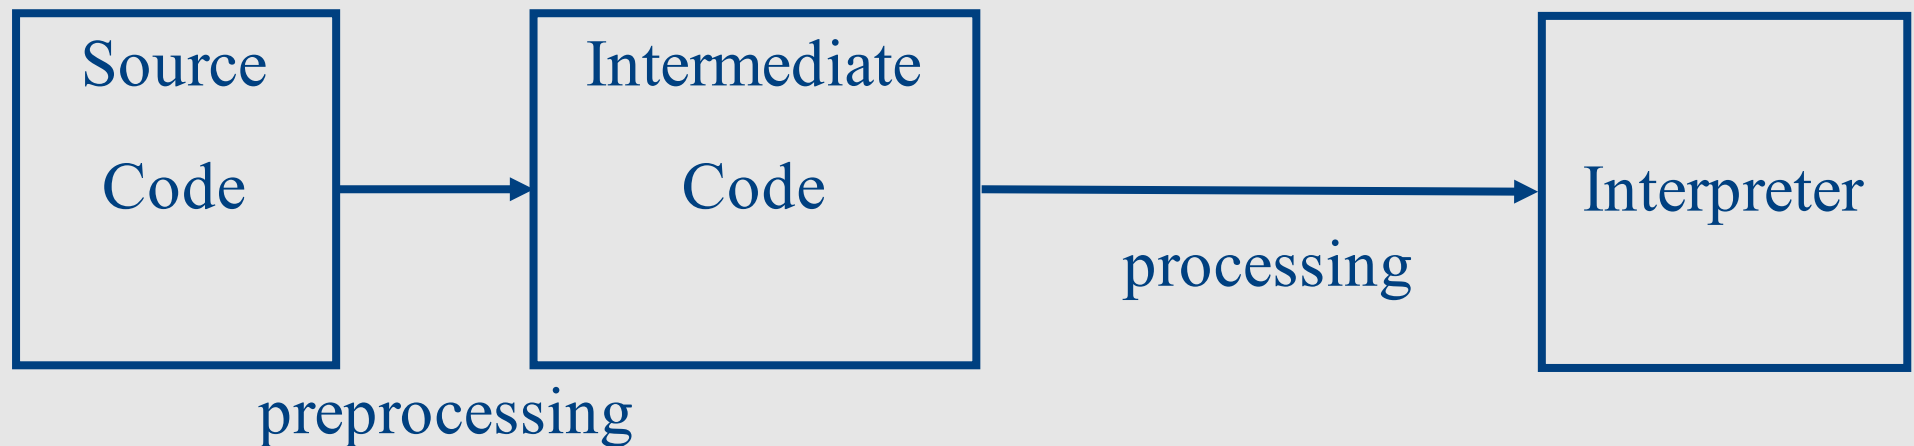 Source
Code
preprocessing
Intermediate
Code
processing
Interpreter